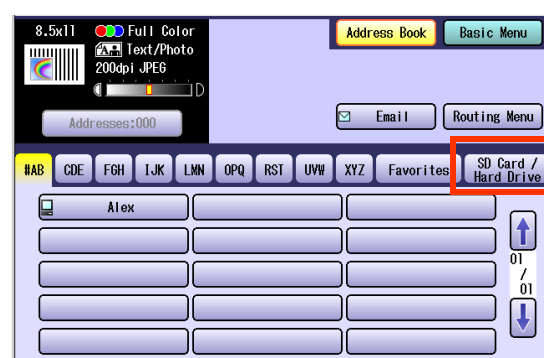 8.5x11 Full Color
Text/Photo
200dpi JPEG
D
Addresses:000
Address Book
Basic Menu
Email
Routing Menu
#AB CDE FGH IJK LMN OPQ RST UVW XYZ Favorites SD Card /
Hard Drive
Alex
01
/
01